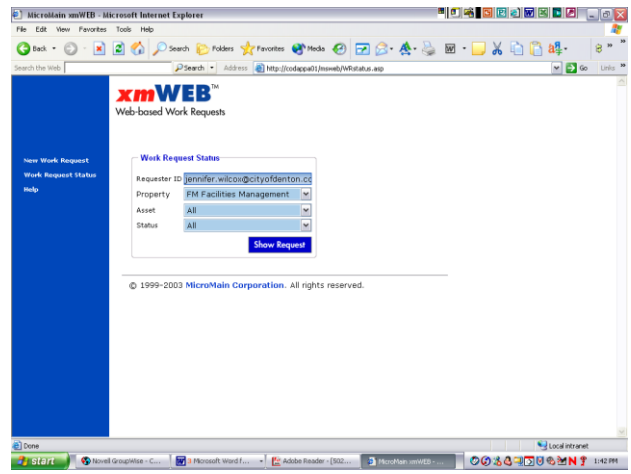 MicroMain xmWEB - Microsoft Internet Explorer
File Edit View Favorites Tools Help
Back Search Folders Favorites Media
Search the Web Search Address http://codappa01/msweb/WRstatus.asp Go Links
xmWEB™
Web-based Work Requests
New Work Request
Work Request Status
Help
Work Request Status
Requester ID jennifer.wilcox@cityofdenton.cc
Property FM Facilities Management
Asset All
Status All
Show Request
© 1999-2003 MicroMain Corporation. All rights reserved.
Done Local intranet
start Novell GroupWise - C... 3 Microsoft Word f... Adobe Reader - [S02... MicroMain xmWEB - ... 1:42 PM